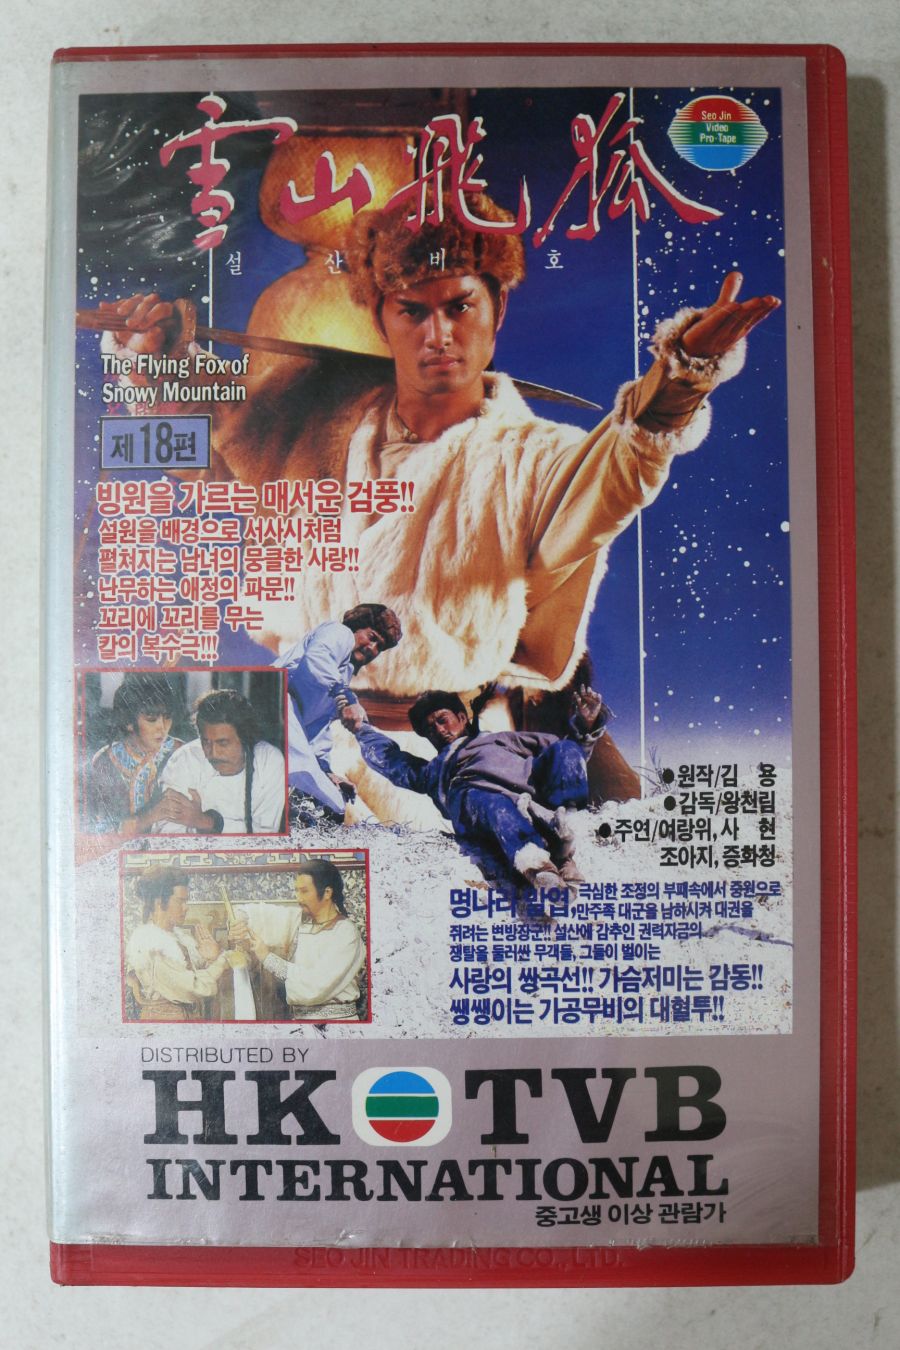 雪山飛狐
설산비호
Seo Jin
Video
Pro-Tape
The Flying Fox of
Snowy Mountain
제18편
빙원을 가르는 매서운 검풍!!
설원을 배경으로 서사시처럼
펼쳐지는 남녀의 뭉클한 사랑!!
난무하는 애정의 파문!!
꼬리에 꼬리를 무는
칼의 복수극!!!
●원작/김 용
●감독/왕천림
●주연/여량위, 사 현
조아지, 증화청
명나라 말엽, 극심한 조정의 부패속에서 중원으로
만주족 대군을 남하시켜 대권을
쥐려는 변방장군!! 설산에 감추인 권력자금의
쟁탈을 둘러싼 무객들, 그들이 벌이는
사랑의 쌍곡선!! 가슴저미는 감동!!
쌩쌩이는 가공무비의 대혈투!!
DISTRIBUTED BY
HK TVB
INTERNATIONAL
중고생 이상 관람가
SEO JIN TRADING CO., LTD.